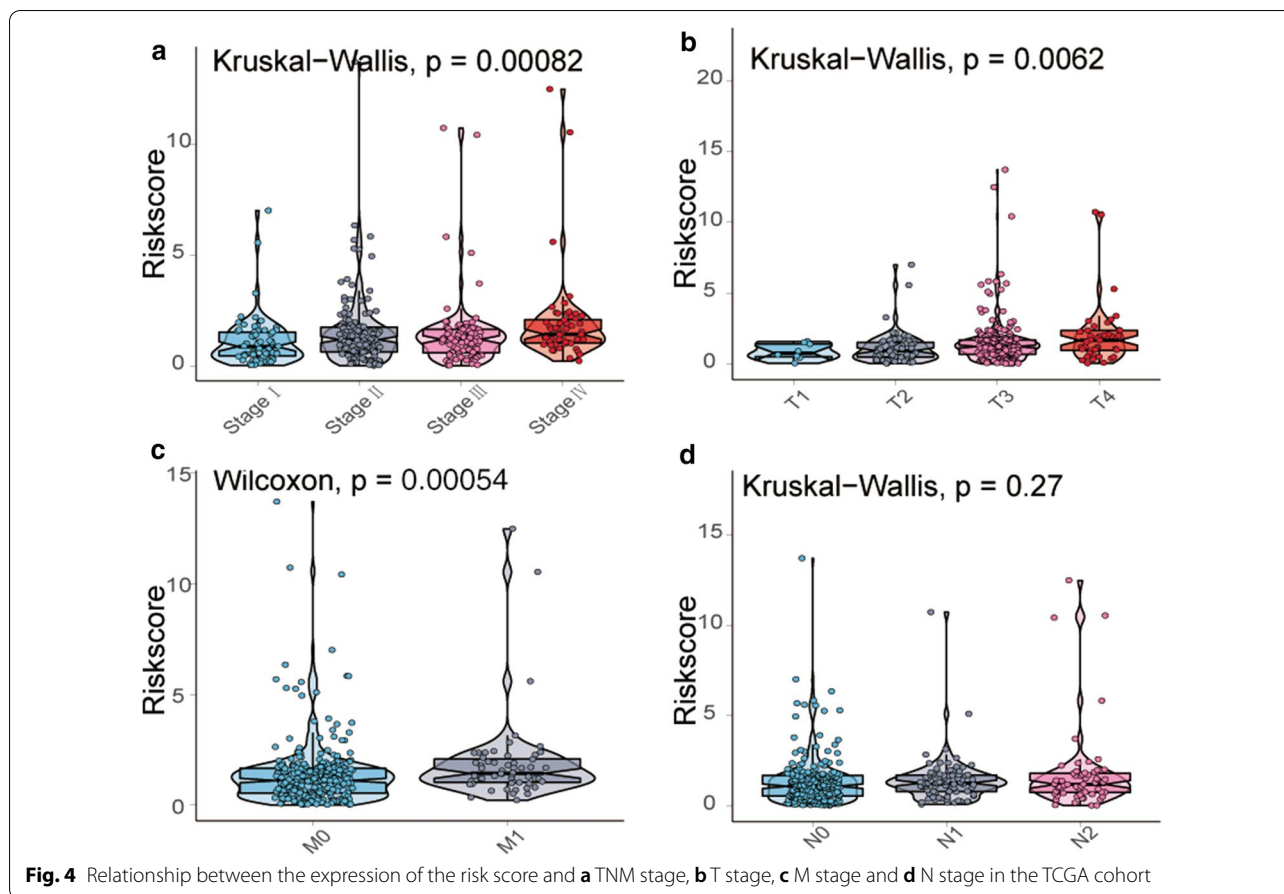 a
Kruskal-Wallis, p = 0.00082
Riskscore
10
5
0
Stage I
Stage II
Stage III
Stage IV
b
Kruskal-Wallis, p = 0.0062
Riskscore
20
15
10
5
0
T1
T2
T3
T4
c
Wilcoxon, p = 0.00054
Riskscore
15
10
5
0
M0
M1
d
Kruskal-Wallis, p = 0.27
Riskscore
15
10
5
0
N0
N1
N2
Fig. 4 Relationship between the expression of the risk score and a TNM stage, b T stage, c M stage and d N stage in the TCGA cohort